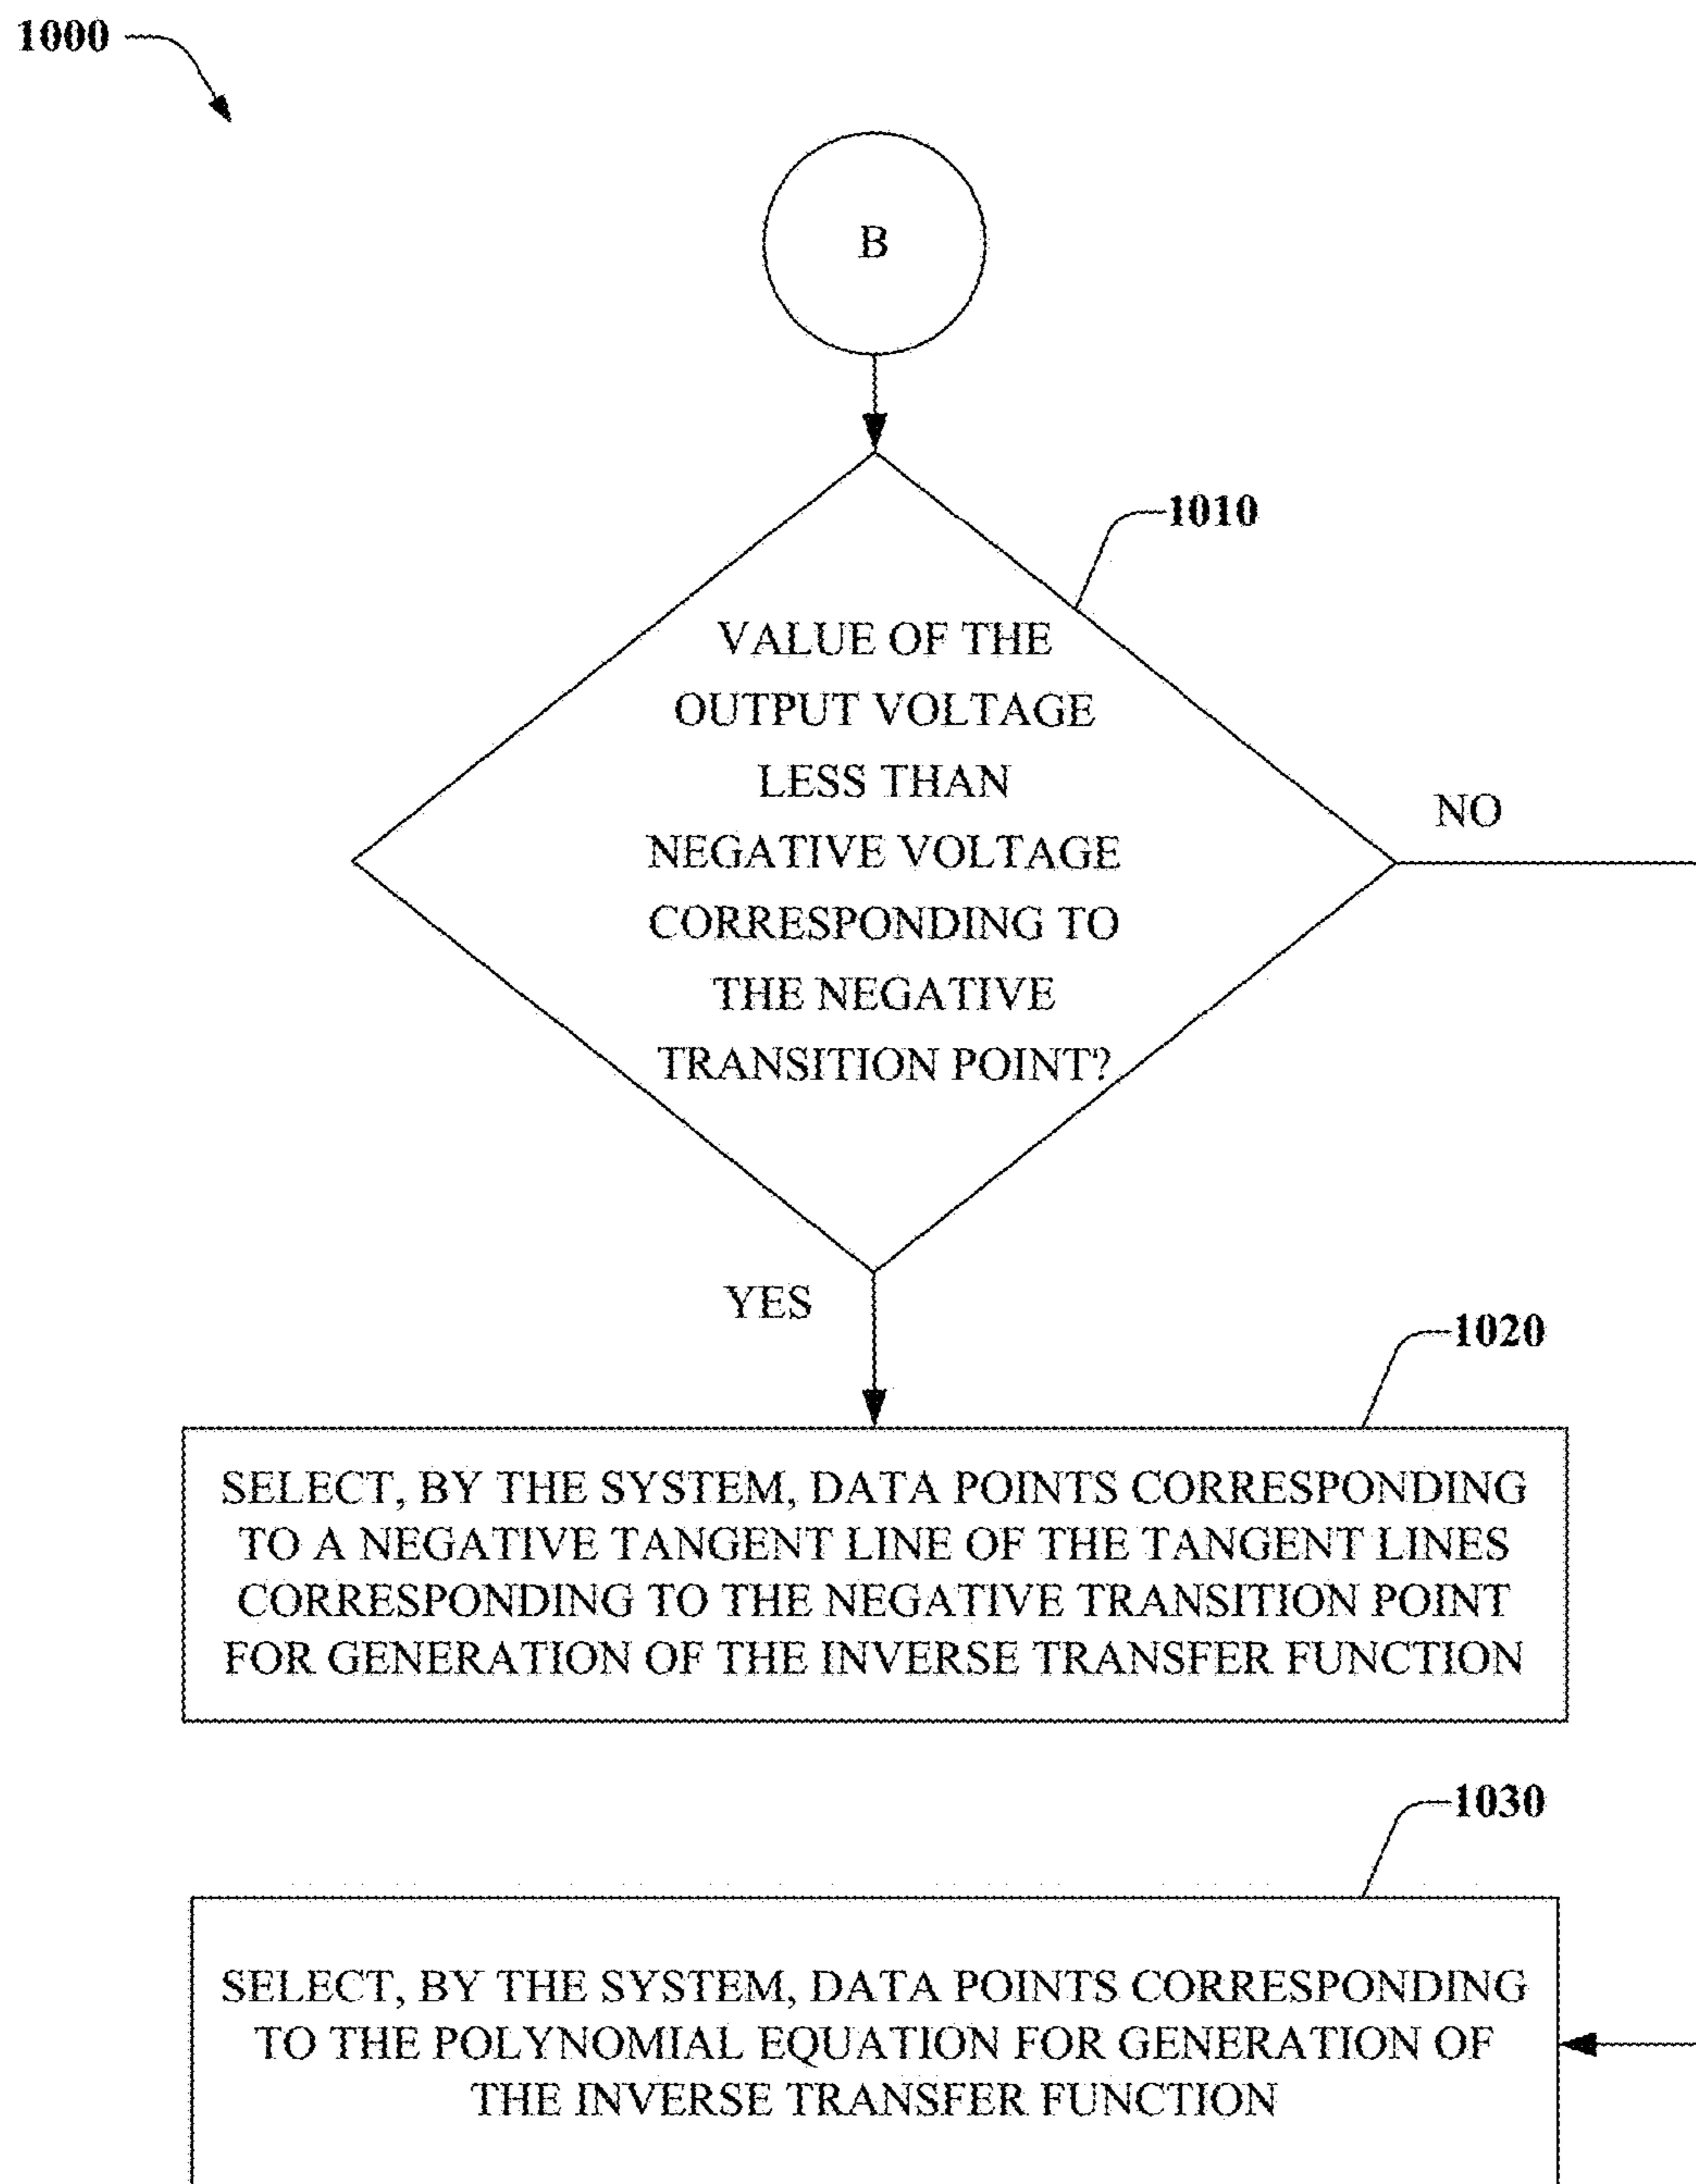 1000
B
1010
VALUE OF THE
OUTPUT VOLTAGE
LESS THAN
NEGATIVE VOLTAGE
CORRESPONDING TO
THE NEGATIVE
TRANSITION POINT?
NO
YES
1020
SELECT, BY THE SYSTEM, DATA POINTS CORRESPONDING
TO A NEGATIVE TANGENT LINE OF THE TANGENT LINES
CORRESPONDING TO THE NEGATIVE TRANSITION POINT
FOR GENERATION OF THE INVERSE TRANSFER FUNCTION
1030
SELECT, BY THE SYSTEM, DATA POINTS CORRESPONDING
TO THE POLYNOMIAL EQUATION FOR GENERATION OF
THE INVERSE TRANSFER FUNCTION